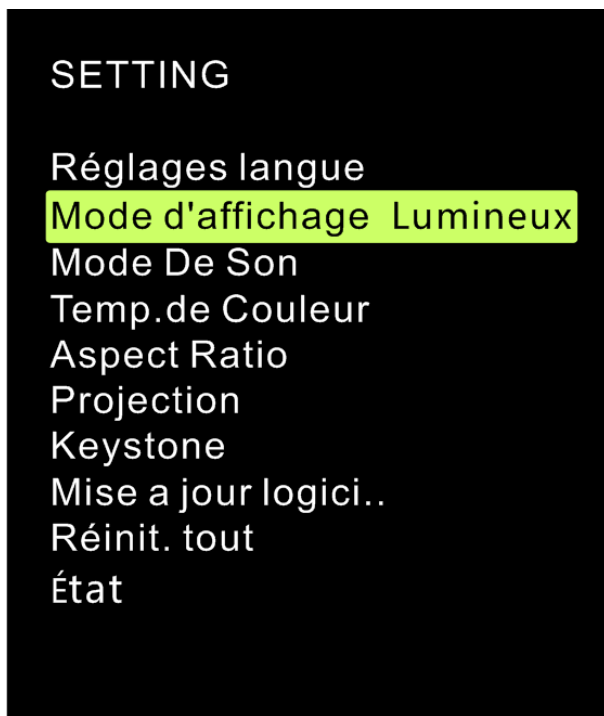 SETTING
Réglages langue
Mode d'affichage Lumineux
Mode De Son
Temp.de Couleur
Aspect Ratio
Projection
Keystone
Mise a jour logici..
Réinit. tout
État